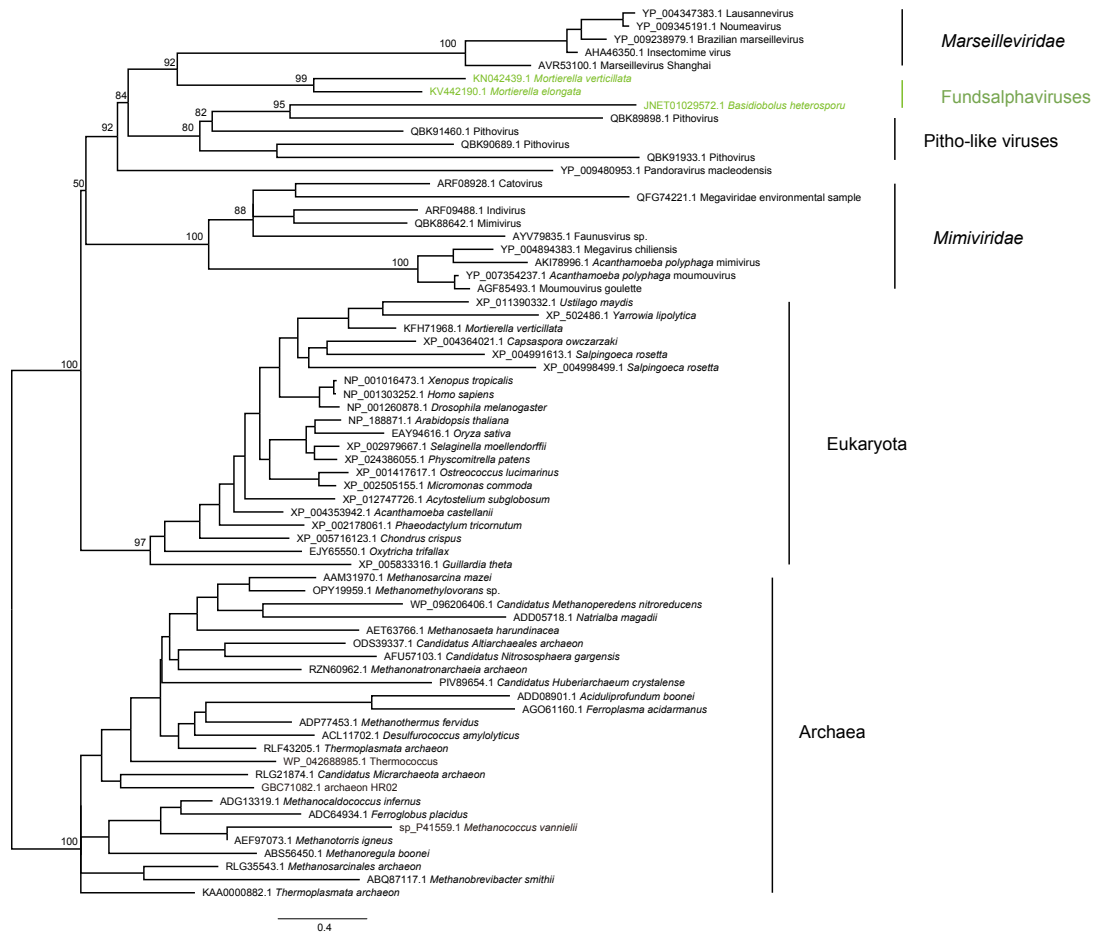 YP_004347383.1 Lausannevirus
YP_009345191.1 Noumeavirus
YP_009238979.1 Brazilian marseillevirus
100
AHA46350.1 Insectomime virus
Marseilleviridae
AVR53100.1 Marseillevirus Shanghai
92
99
KN042439.1 Mortierella verticillata
KV442190.1 Mortierella elongata
Fundsalphaviruses
84
95
JNET01029572.1 Basidiobolus heterosporu
82
QBK89898.1 Pithovirus
92
80
QBK91460.1 Pithovirus
QBK90689.1 Pithovirus
Pitho-like viruses
QBK91933.1 Pithovirus
YP_009480953.1 Pandoravirus macleodensis
50
ARF08928.1 Catovirus
QFG74221.1 Megaviridae environmental sample
88
ARF09488.1 Indivirus
QBK88642.1 Mimivirus
100
AYV79835.1 Faunusvirus sp.
Mimiviridae
YP_004894383.1 Megavirus chiliensis
100
AKI78996.1 Acanthamoeba polyphaga mimivirus
YP_007354237.1 Acanthamoeba polyphaga moumouvirus
AGF85493.1 Moumouvirus goulette
XP_011390332.1 Ustilago maydis
XP_502486.1 Yarrowia lipolytica
KFH71968.1 Mortierella verticillata
XP_004364021.1 Capsaspora owczarzaki
XP_004991613.1 Salpingoeca rosetta
100
XP_004998499.1 Salpingoeca rosetta
NP_001016473.1 Xenopus tropicalis
NP_001303252.1 Homo sapiens
NP_001260878.1 Drosophila melanogaster
NP_188871.1 Arabidopsis thaliana
EAY94616.1 Oryza sativa
XP_002979667.1 Selaginella moellendorffii
Eukaryota
XP_024386055.1 Physcomitrella patens
XP_001417617.1 Ostreococcus lucimarinus
XP_002505155.1 Micromonas commoda
XP_012747726.1 Acytostelium subglobosum
XP_004353942.1 Acanthamoeba castellanii
XP_002178061.1 Phaeodactylum tricornutum
XP_005716123.1 Chondrus crispus
97
EJY65550.1 Oxytricha trifallax
XP_005833316.1 Guillardia theta
AAM31970.1 Methanosarcina mazei
OPY19959.1 Methanomethylovorans sp.
WP_096206406.1 Candidatus Methanoperedens nitroreducens
ADD05718.1 Natrialba magadii
AET63766.1 Methanosaeta harundinacea
ODS39337.1 Candidatus Altiarchaeales archaeon
AFU57103.1 Candidatus Nitrososphaera gargensis
RZN60962.1 Methanonatronarchaeia archaeon
PIV89654.1 Candidatus Huberiarchaeum crystalense
ADD08901.1 Aciduliprofundum boonei
AGO61160.1 Ferroplasma acidarmanus
ADP77453.1 Methanothermus fervidus
ACL11702.1 Desulfurococcus amylolyticus
Archaea
RLF43205.1 Thermoplasmata archaeon
WP_042688985.1 Thermococcus
RLG21874.1 Candidatus Micrarchaeota archaeon
GBC71082.1 archaeon HR02
ADG13319.1 Methanocaldococcus infernus
ADC64934.1 Ferroglobus placidus
sp_P41559.1 Methanococcus vannielii
AEF97073.1 Methanotorris igneus
100
ABS56450.1 Methanoregula boonei
RLG35543.1 Methanosarcinales archaeon
ABQ87117.1 Methanobrevibacter smithii
KAA0000882.1 Thermoplasmata archaeon
0.4